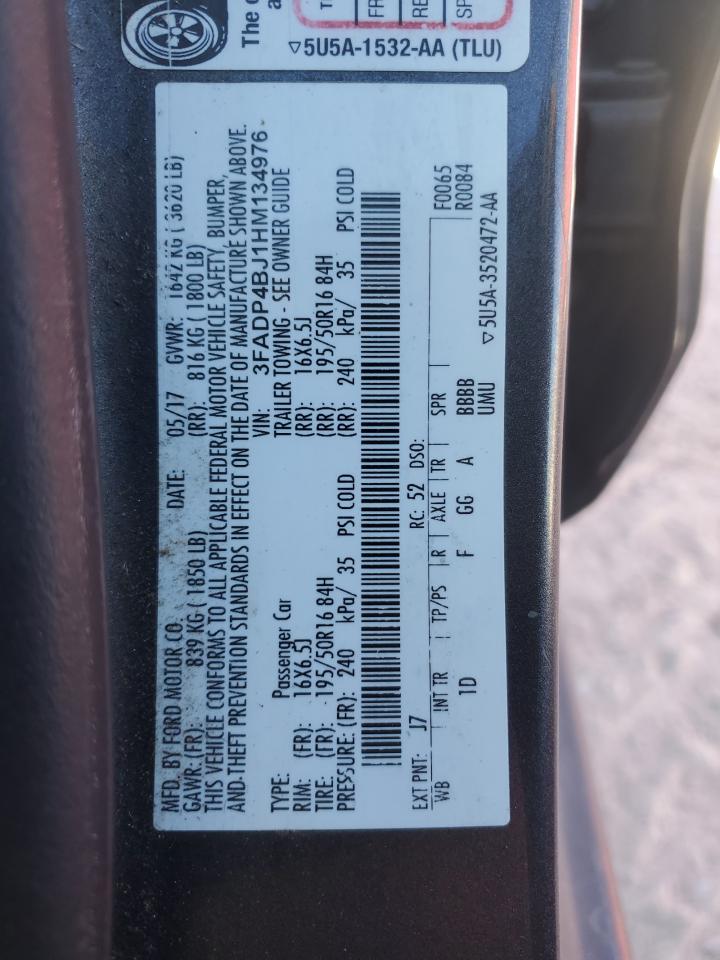 The
▽5U5A-1532-AA (TLU)
MFD. BY FORD MOTOR CO. DATE: 05/17 GVWR: 1642 KG ( 3620 LB)
GAWR: (FR): 839 KG ( 1850 LB) (RR): 816 KG ( 1800 LB)
THIS VEHICLE CONFORMS TO ALL APPLICABLE FEDERAL MOTOR VEHICLE SAFETY, BUMPER,
AND THEFT PREVENTION STANDARDS IN EFFECT ON THE DATE OF MANUFACTURE SHOWN ABOVE.
VIN: 3FADP4BJ1HM134976
TYPE: Passenger Car TRAILER TOWING - SEE OWNER GUIDE
RIM: (FR): 16X6.5J (RR): 16X6.5J
TIRE: (FR): 195/50R16 84H (RR): 195/50R16 84H
PRESSURE: (FR): 240 kPa/ 35 PSI COLD (RR): 240 kPa/ 35 PSI COLD
EXT PNT: J7 RC: 52 DSO: F0065
WB INT TR TP/PS R AXLE TR SPR R0084
1D F GG A BBBB
UMU
▽5U5A-3520472-AA